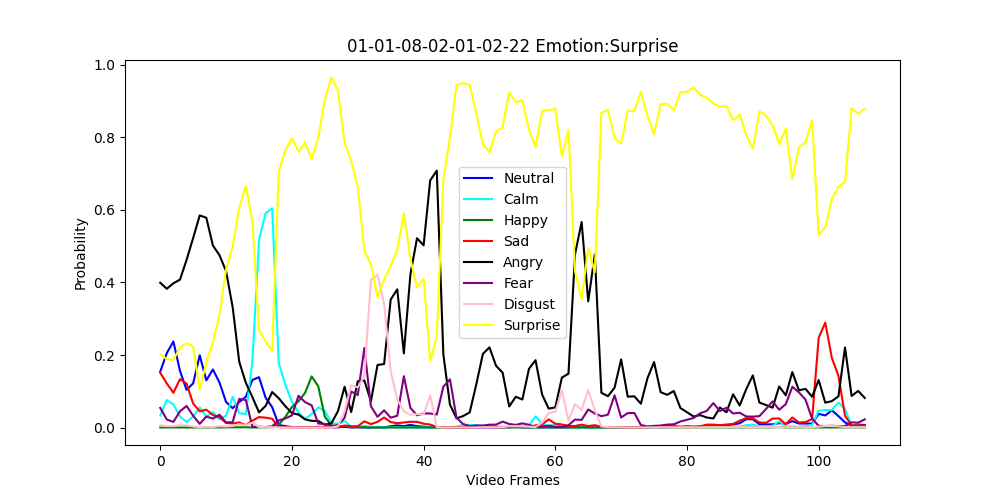 01-01-08-02-01-02-22 Emotion:Surprise
Probability
1.0
0.8
0.6
0.4
0.2
0.0
Neutral
Calm
Happy
Sad
Angry
Fear
Disgust
Surprise
0 20 40 60 80 100
Video Frames